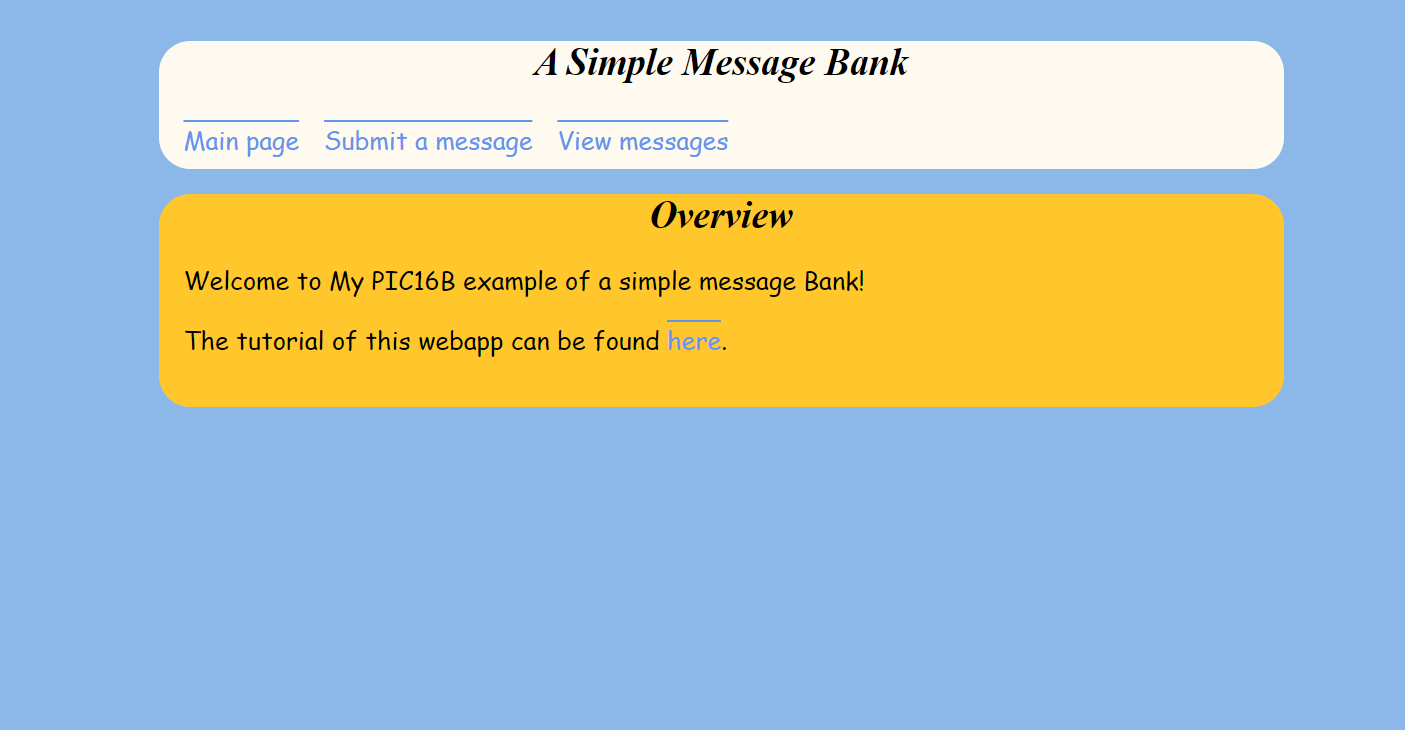 A Simple Message Bank
Main page Submit a message View messages
Overview
Welcome to My PIC16B example of a simple message Bank!
The tutorial of this webapp can be found here.